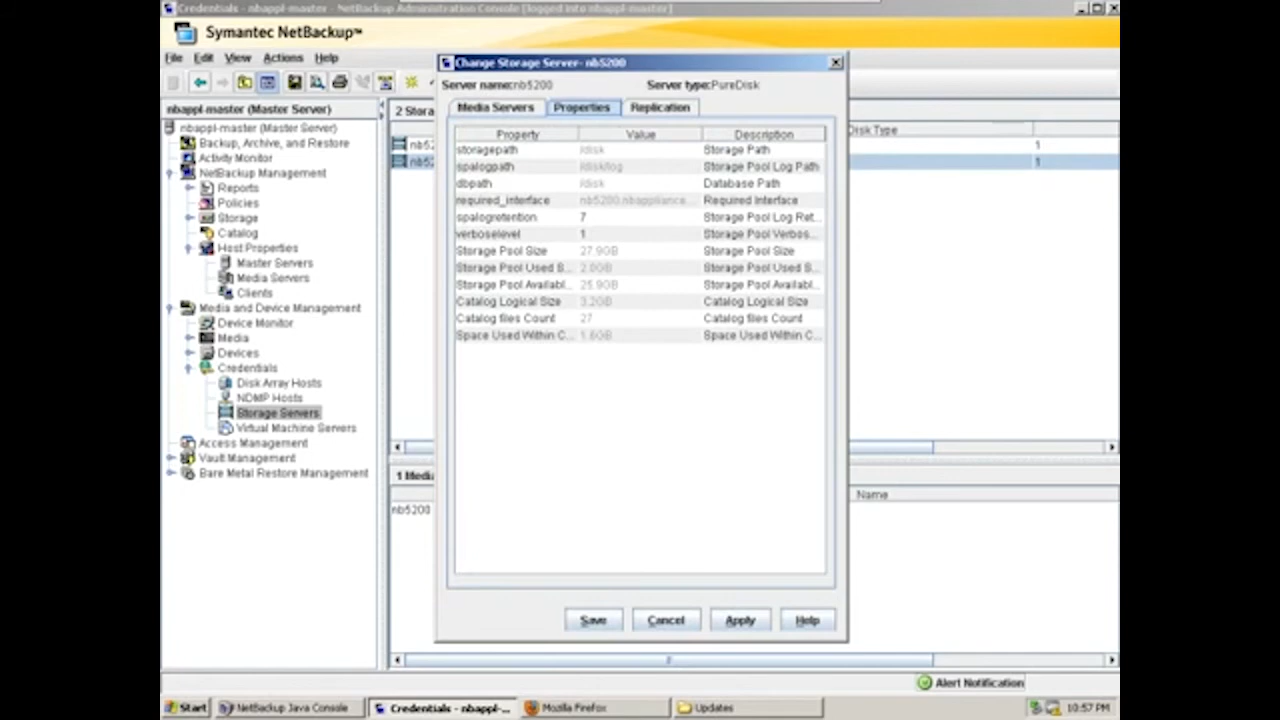 Credentials - nbappl-master - NetBackup Administration Console [logged into nbappl-master]
Symantec NetBackup™
File Edit View Actions Help
nbappl-master (Master Server)
nbappl-master (Master Server)
Backup, Archive, and Restore
Activity Monitor
NetBackup Management
Reports
Policies
Storage
Catalog
Host Properties
Master Servers
Media Servers
Clients
Media and Device Management
Device Monitor
Media
Devices
Credentials
Disk Array Hosts
NDMP Hosts
Storage Servers
Virtual Machine Servers
Access Management
Vault Management
Bare Metal Restore Management
2 Stora
Disk Type
nb52 1
nb52 1
1 Media
Name
nb5200
Change Storage Server- nb5200
Server name:nb5200 Server type:PureDisk
Media Servers Properties Replication
Property Value Description
storagepath /disk Storage Path
spalogpath /disk/log Storage Pool Log Path
dbpath /disk Database Path
required_interface nb5200.nbappliance... Required Interface
spalogretention 7 Storage Pool Log Ret...
verboselevel 1 Storage Pool Verbos...
Storage Pool Size 27.9GB Storage Pool Size
Storage Pool Used S... 2.0GB Storage Pool Used S...
Storage Pool Availabl... 25.9GB Storage Pool Availabl...
Catalog Logical Size 3.2GB Catalog Logical Size
Catalog files Count 27 Catalog files Count
Space Used Within C... 1.6GB Space Used Within C...
Save Cancel Apply Help
Alert Notification
Start NetBackup Java Console Credentials - nbappl-... Mozilla Firefox Updates 10:57 PM